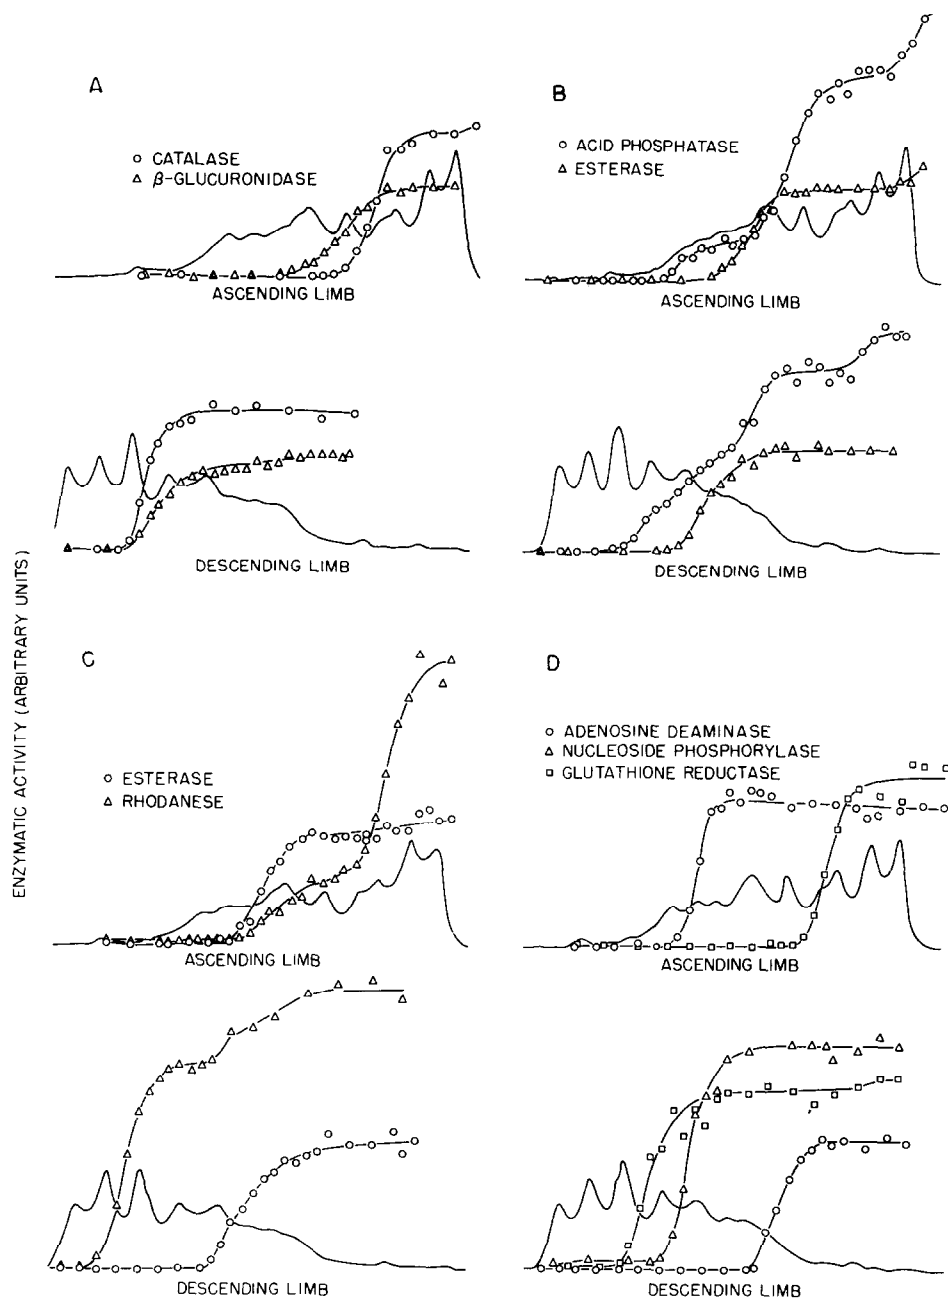 A
○ CATALASE
△ β-GLUCURONIDASE
ASCENDING LIMB
DESCENDING LIMB
B
○ ACID PHOSPHATASE
△ ESTERASE
ASCENDING LIMB
DESCENDING LIMB
ENZYMATIC ACTIVITY (ARBITRARY UNITS)
C
○ ESTERASE
△ RHODANESE
ASCENDING LIMB
DESCENDING LIMB
D
○ ADENOSINE DEAMINASE
△ NUCLEOSIDE PHOSPHORYLASE
□ GLUTATHIONE REDUCTASE
ASCENDING LIMB
DESCENDING LIMB